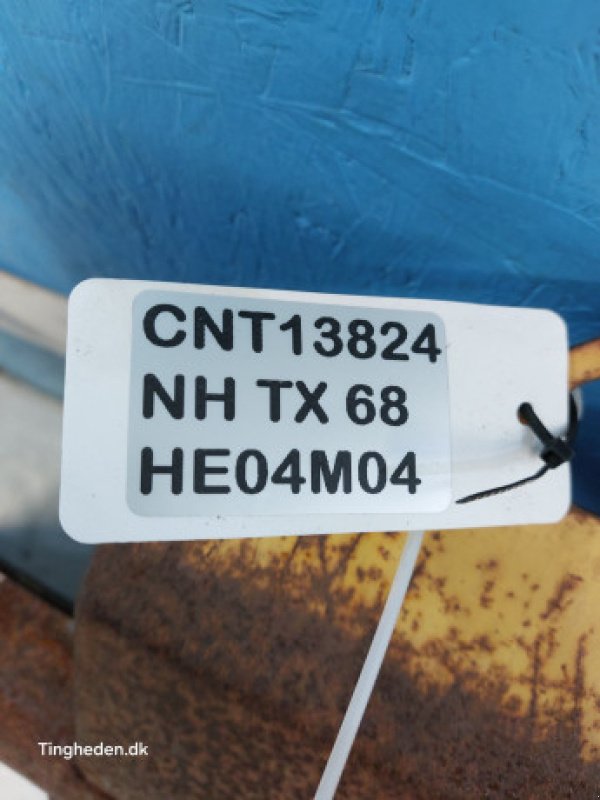 CNT13824
NH TX 68
HE04M04
Tingheden.dk